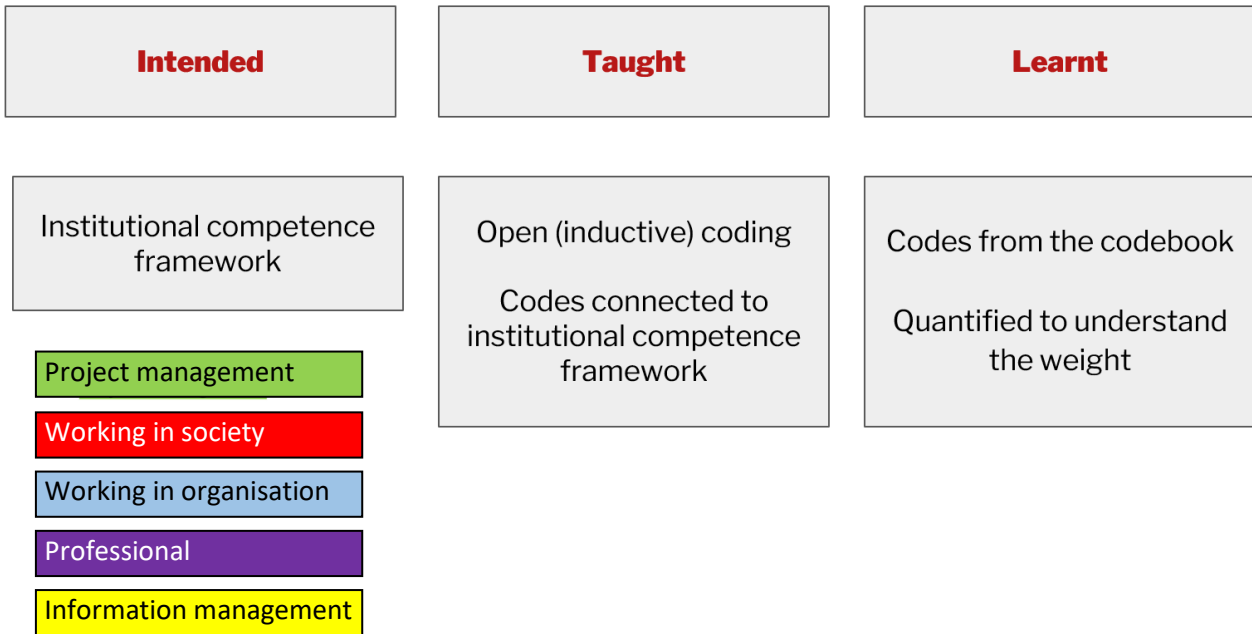 Intended
Taught
Learnt
Institutional competence
framework
Project management
Working in society
Working in organisation
Professional
Information management
Open (inductive) coding
Codes connected to
institutional competence
framework
Codes from the codebook
Quantified to understand
the weight